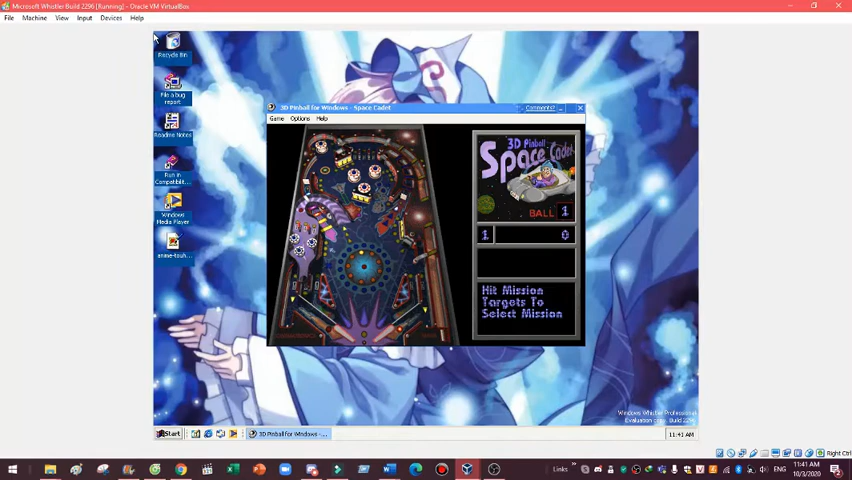 Microsoft Whistler Build 2296 [Running] - Oracle VM VirtualBox
File Machine View Input Devices Help
Recycle Bin
File a bug
report
Readme Notes
Run in
Compatibilit...
Windows
Media Player
3D Pinball for Windows - Space Cadet
Comments?
Game Options Help
3D Pinball
Space Cadet
BALL 1
1 0
Hit Mission
Targets To
Select Mission
Windows Whistler Professional
Evaluation copy. Build 2296
Start
3D Pinball for Windows -...
11:41 AM
Right Ctrl
Links
ENG
11:41 AM
10/3/2020